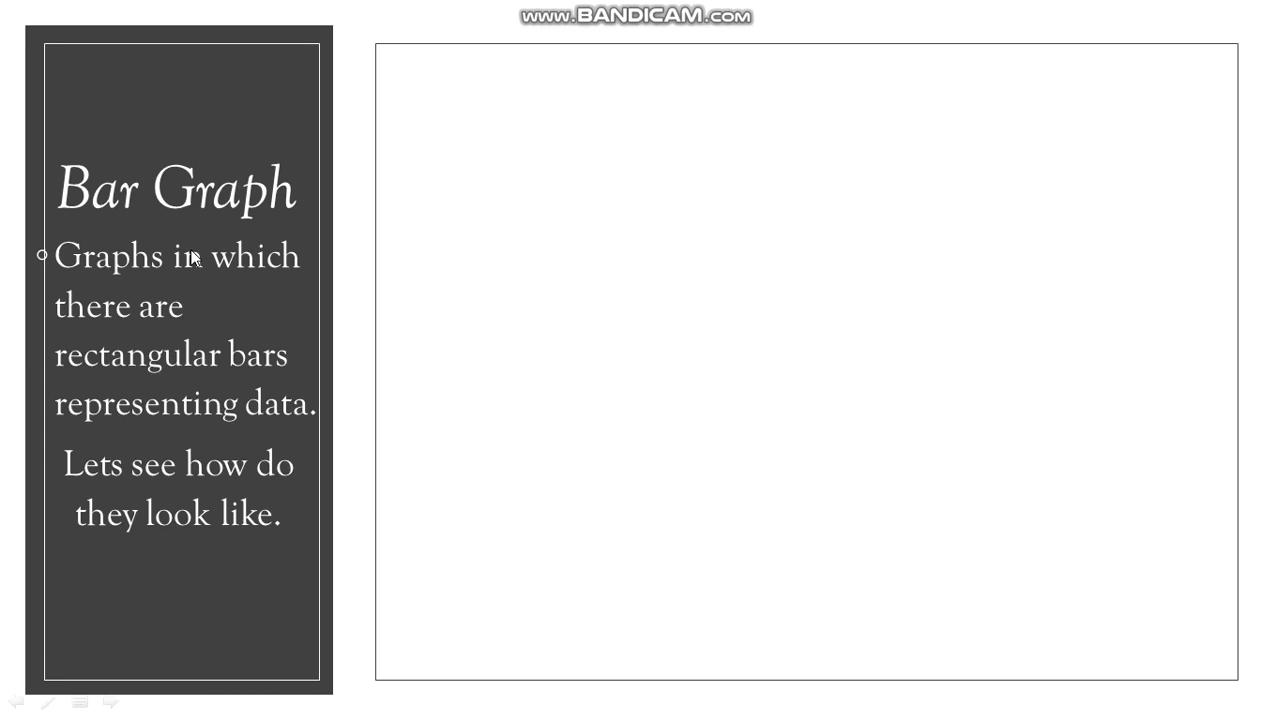 www.BANDICAM.com
Bar Graph
Graphs in which
there are
rectangular bars
representing data.
Lets see how do
they look like.